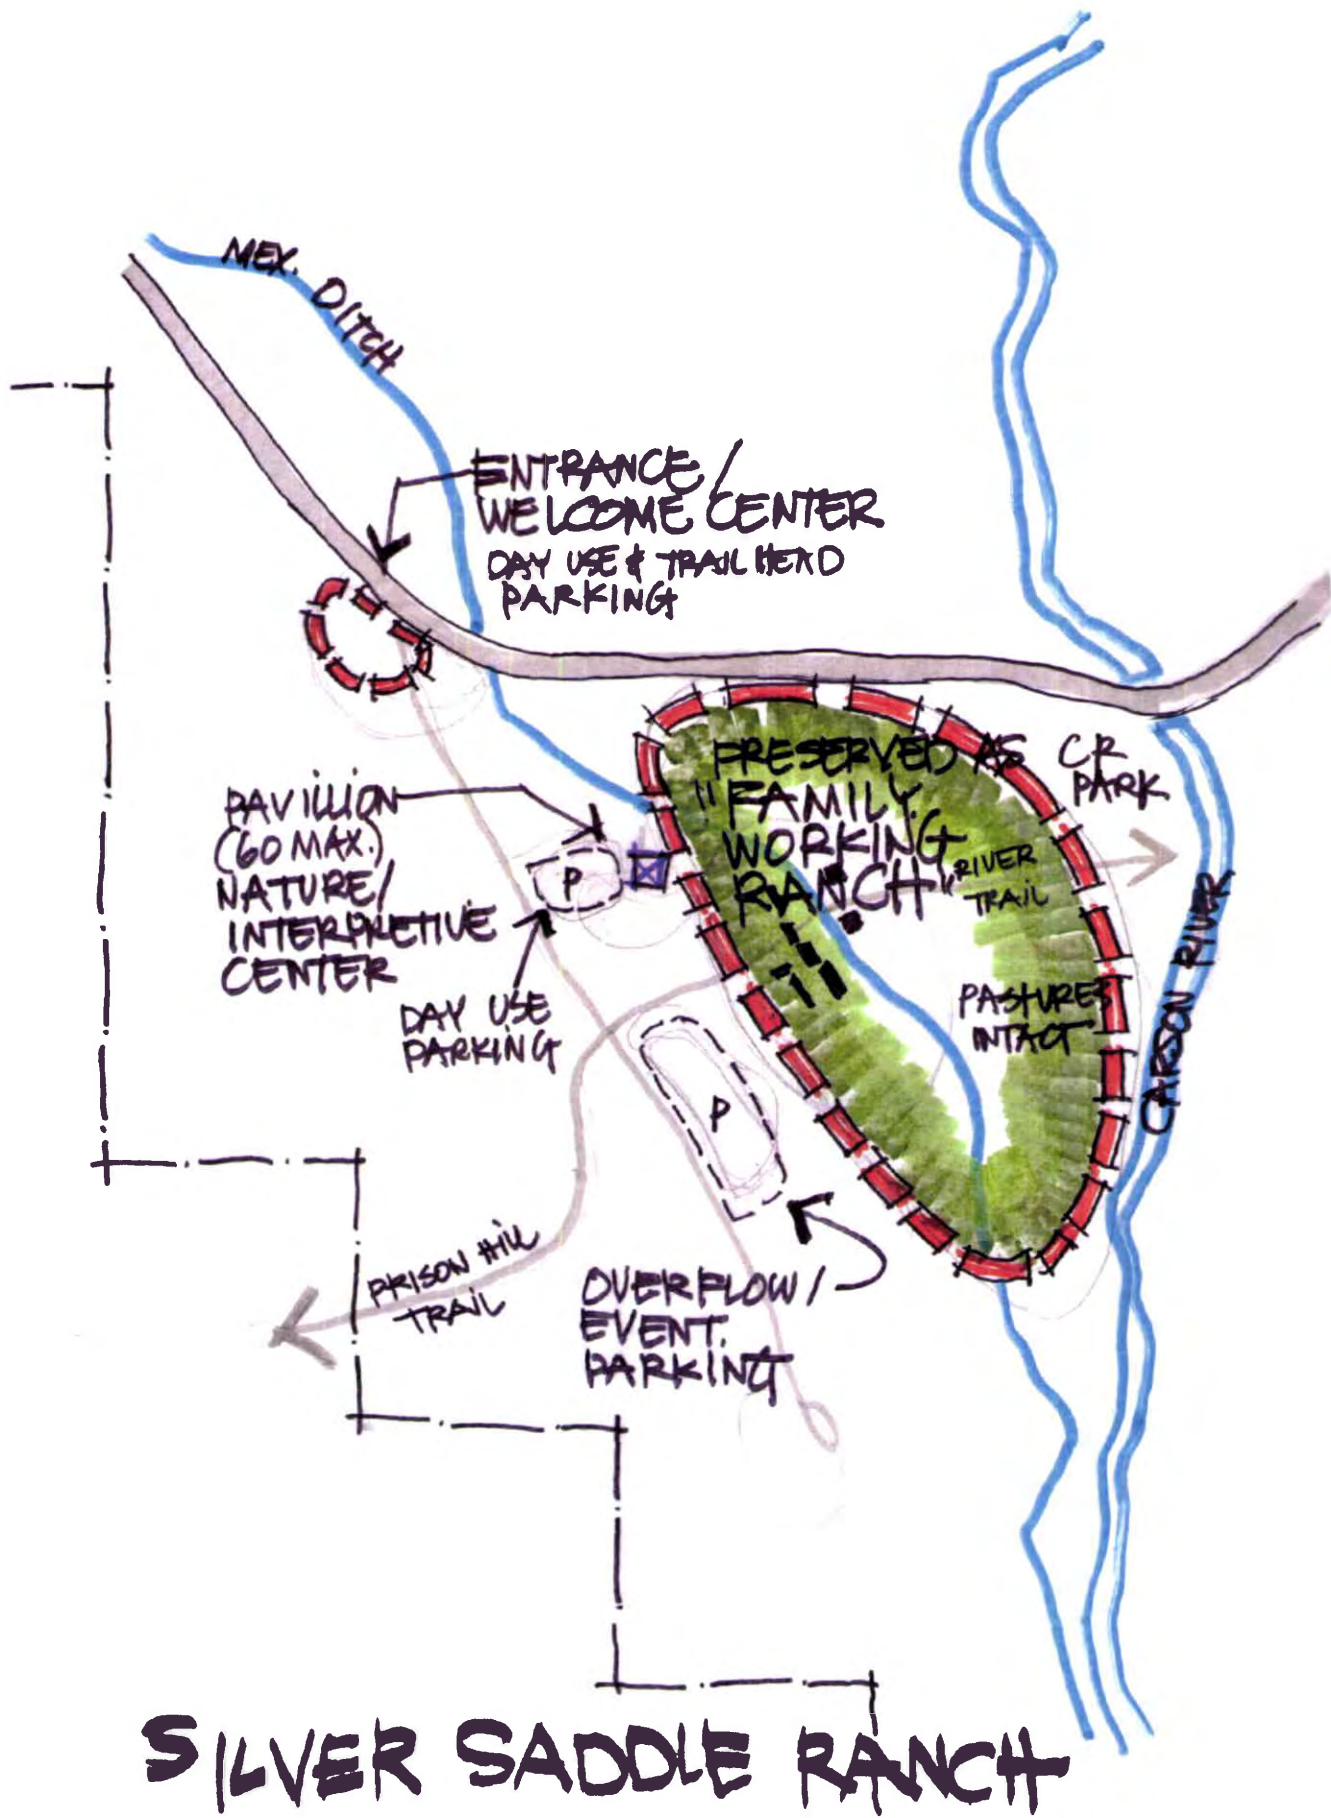 MEX. DITCH
ENTRANCE/
WELCOME CENTER
DAY USE & TRAIL HEAD
PARKING
PRESERVED AS
"FAMILY
WORKING
RANCH"
CR
PARK
RIVER
TRAIL
PASTURES
INTACT
CARSON RIVER
PAVILLION
(60 MAX.)
NATURE/
INTERPRETIVE
CENTER
P
DAY USE
PARKING
P
PRISON HILL
TRAIL
OVERFLOW/
EVENT.
PARKING
SILVER SADDLE RANCH